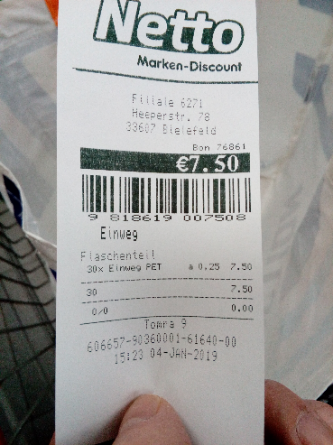 Netto
Marken-Discount
Filiale 6271
Heeperstr. 78
33607 Bielefeld
Bon 76861
€7.50
9 818619 007508
Einweg
Flaschenteil
30x Einweg PET a 0.25 7.50
30 7.50
0/0 0.00
Tomra 9
606657-90360001-61640-00
15:23 04-JAN-2019